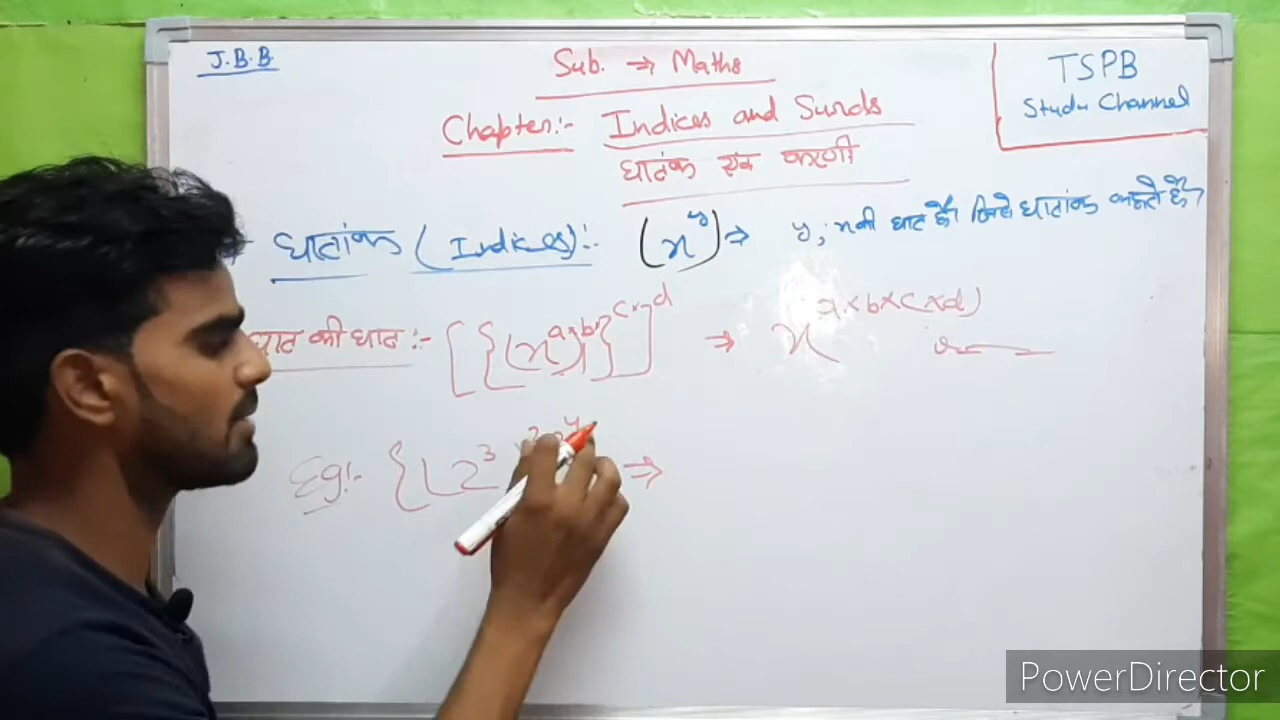 J.B.B.
Sub. ⇒ Maths
TSPB
Study Channel
Chapter:- Indices and Surds
घातांक एवं करणी
घातांक (Indices):- (x^y) ⇒ y, x की घात है। जिसे घातांक कहते है।
घात की घात :- [{(x^a×)^b×}^c×]^d ⇒ x^a×b×c×d)
Eg:- {(2^3 ⇒
PowerDirector